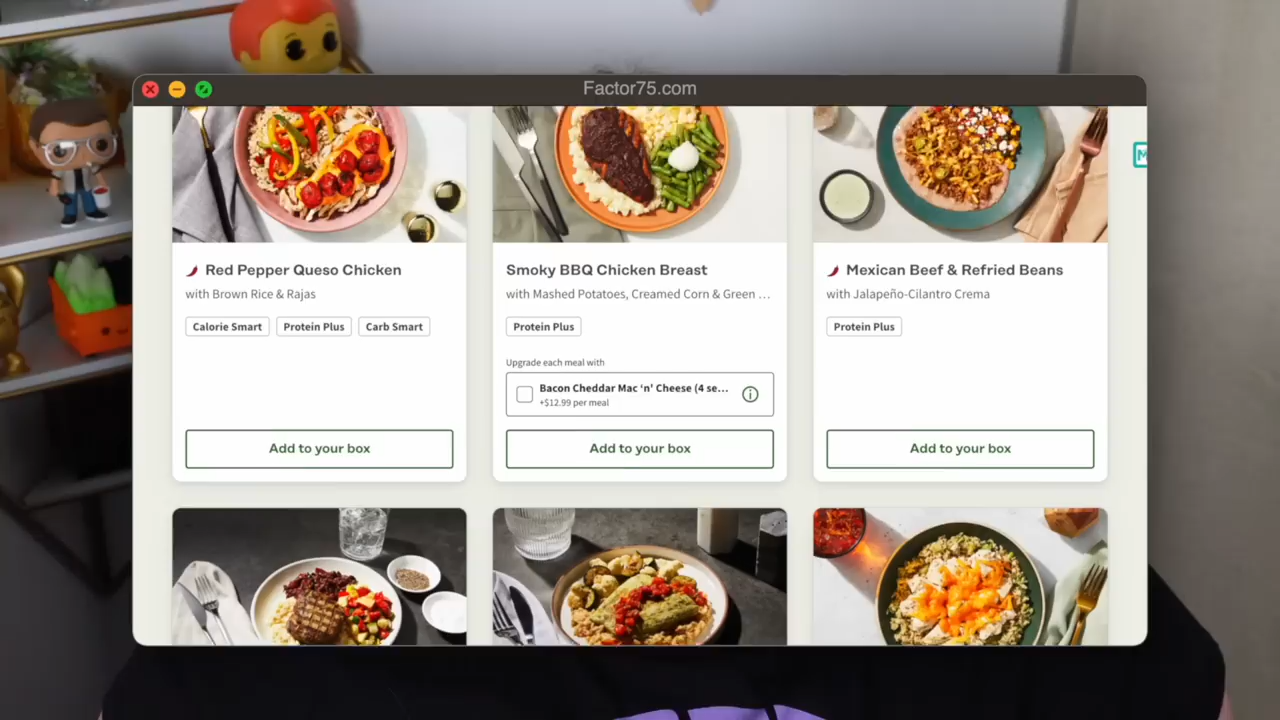 Factor75.com
Red Pepper Queso Chicken
with Brown Rice & Rajas
Calorie Smart
Protein Plus
Carb Smart
Add to your box
Smoky BBQ Chicken Breast
with Mashed Potatoes, Creamed Corn & Green …
Protein Plus
Upgrade each meal with
Bacon Cheddar Mac ‘n’ Cheese (4 se…
+$12.99 per meal
Add to your box
Mexican Beef & Refried Beans
with Jalapeño-Cilantro Crema
Protein Plus
Add to your box